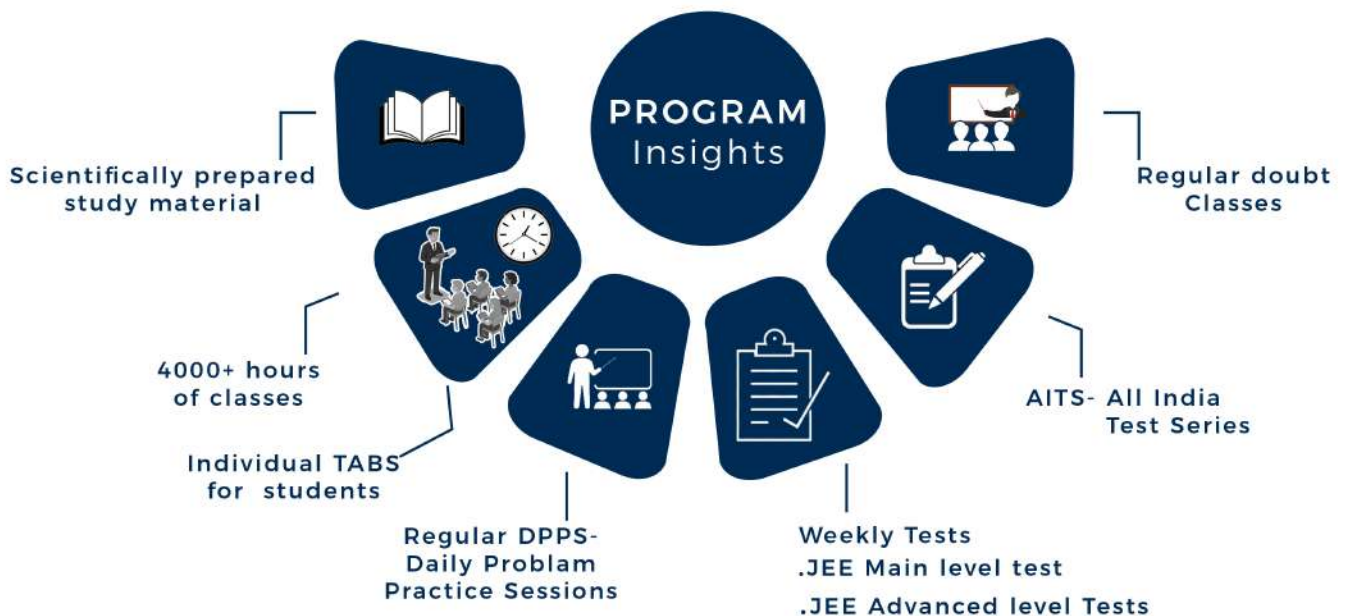 PROGRAM
Insights
Scientifically prepared
study material
4000+ hours
of classes
Individual TABS
for students
Regular DPPS-
Daily Problam
Practice Sessions
Weekly Tests
.JEE Main level test
.JEE Advanced level Tests
AITS- All India
Test Series
Regular doubt
Classes